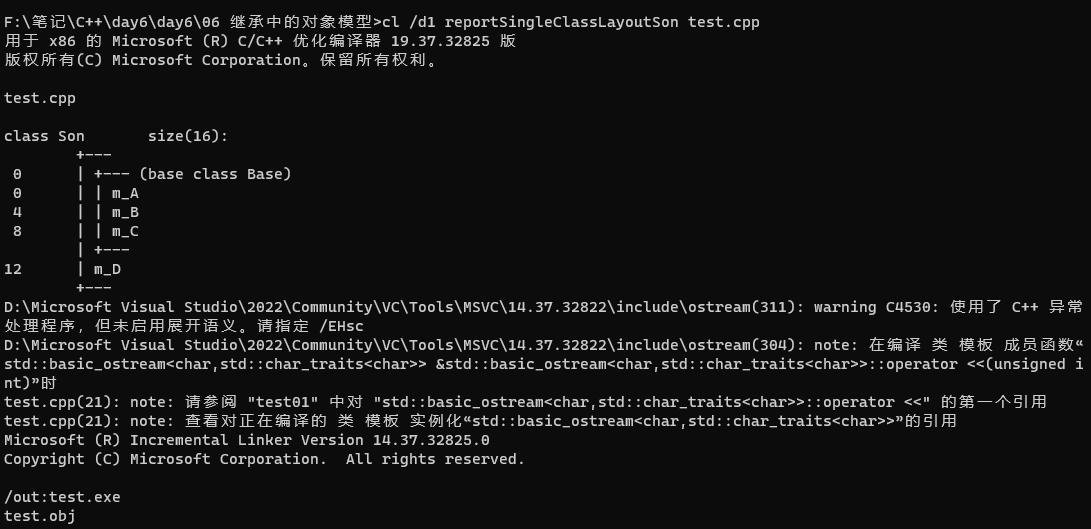 F:\笔记\C++\day6\day6\06 继承中的对象模型>cl /d1 reportSingleClassLayoutSon test.cpp
用于 x86 的 Microsoft (R) C/C++ 优化编译器 19.37.32825 版
版权所有(C) Microsoft Corporation。保留所有权利。
test.cpp
class Son       size(16):
        +---
 0      | +--- (base class Base)
 0      | | m_A
 4      | | m_B
 8      | | m_C
        | +---
12      | m_D
        +---
D:\Microsoft Visual Studio\2022\Community\VC\Tools\MSVC\14.37.32822\include\ostream(311): warning C4530: 使用了 C++ 异常
处理程序，但未启用展开语义。请指定 /EHsc
D:\Microsoft Visual Studio\2022\Community\VC\Tools\MSVC\14.37.32822\include\ostream(304): note: 在编译 类 模板 成员函数“
std::basic_ostream<char,std::char_traits<char>> &std::basic_ostream<char,std::char_traits<char>>::operator <<(unsigned i
nt)”时
test.cpp(21): note: 请参阅 "test01" 中对 "std::basic_ostream<char,std::char_traits<char>>::operator <<" 的第一个引用
test.cpp(21): note: 查看对正在编译的 类 模板 实例化“std::basic_ostream<char,std::char_traits<char>>”的引用
Microsoft (R) Incremental Linker Version 14.37.32825.0
Copyright (C) Microsoft Corporation.  All rights reserved.
/out:test.exe
test.obj